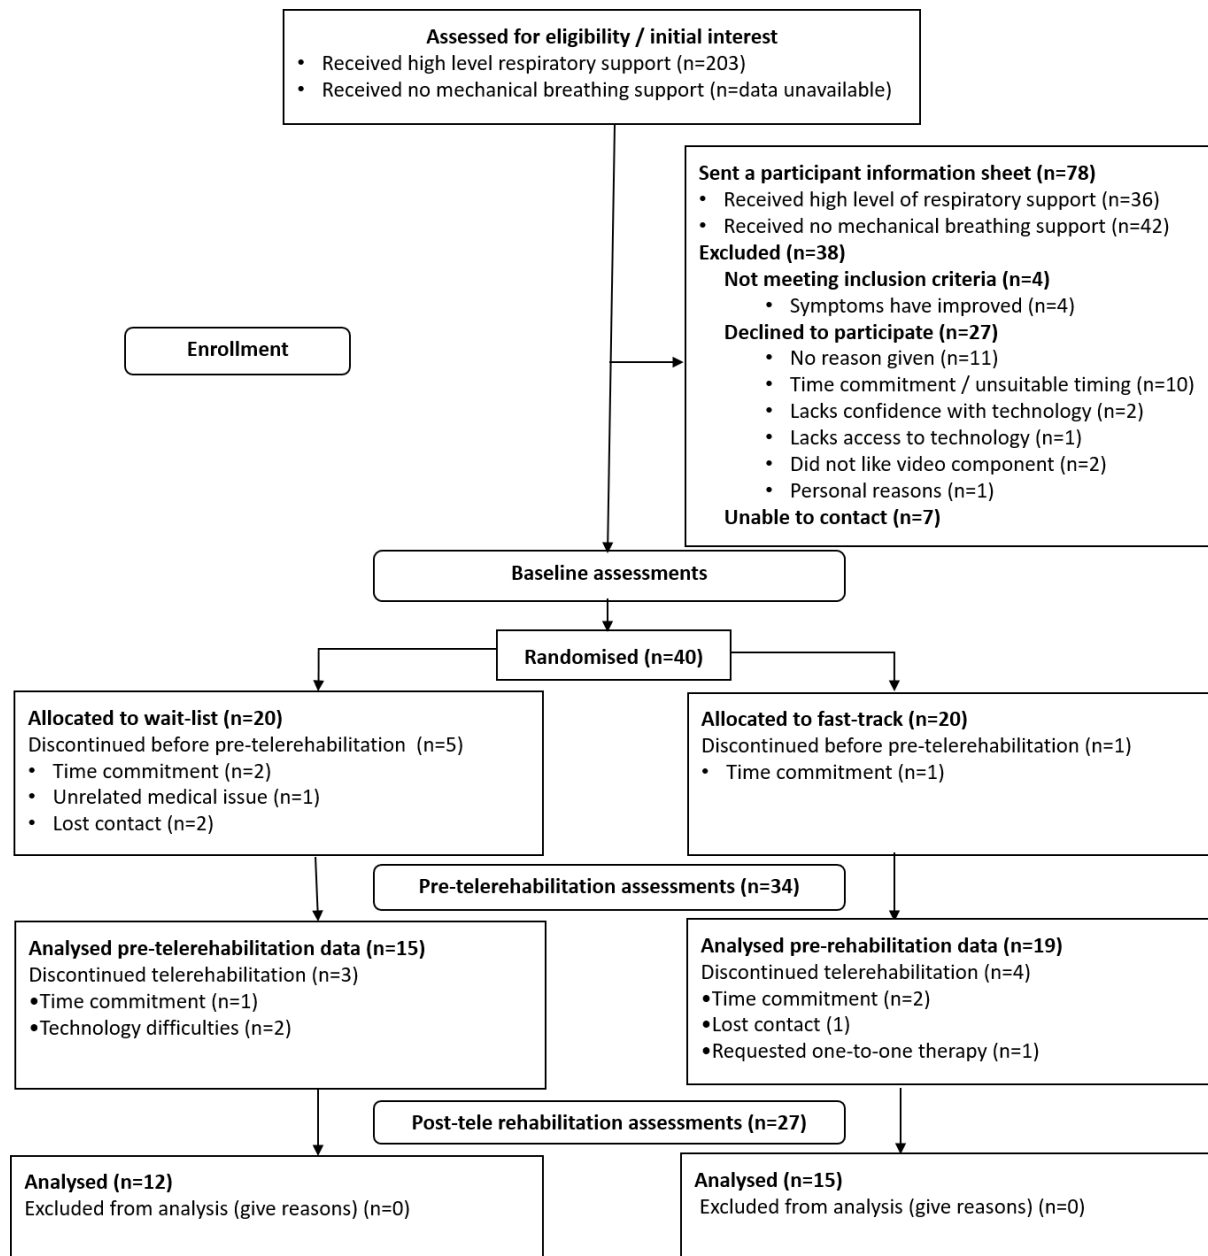 Assessed for eligibility / initial interest
• Received high level respiratory support (n=203)
• Received no mechanical breathing support (n=data unavailable)
Sent a participant information sheet (n=78)
• Received high level of respiratory support (n=36)
• Received no mechanical breathing support (n=42)
Excluded (n=38)
Not meeting inclusion criteria (n=4)
• Symptoms have improved (n=4)
Declined to participate (n=27)
• No reason given (n=11)
• Time commitment / unsuitable timing (n=10)
• Lacks confidence with technology (n=2)
• Lacks access to technology (n=1)
• Did not like video component (n=2)
• Personal reasons (n=1)
Unable to contact (n=7)
Enrollment
Baseline assessments
Randomised (n=40)
Allocated to wait-list (n=20)
Discontinued before pre-telerehabilitation (n=5)
• Time commitment (n=2)
• Unrelated medical issue (n=1)
• Lost contact (n=2)
Allocated to fast-track (n=20)
Discontinued before pre-telerehabilitation (n=1)
• Time commitment (n=1)
Pre-telerehabilitation assessments (n=34)
Analysed pre-telerehabilitation data (n=15)
Discontinued telerehabilitation (n=3)
•Time commitment (n=1)
•Technology difficulties (n=2)
Analysed pre-rehabilitation data (n=19)
Discontinued telerehabilitation (n=4)
•Time commitment (n=2)
•Lost contact (1)
•Requested one-to-one therapy (n=1)
Post-tele rehabilitation assessments (n=27)
Analysed (n=12)
Excluded from analysis (give reasons) (n=0)
Analysed (n=15)
Excluded from analysis (give reasons) (n=0)